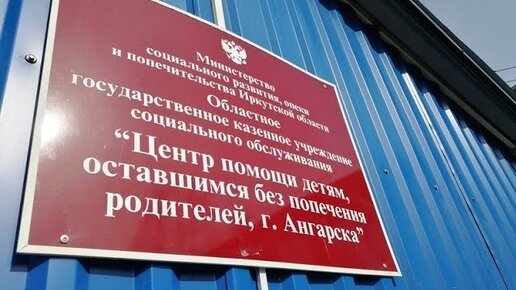 Министерство
социального развития, опеки
и попечительства Иркутской области
Областное
государственное казенное учреждение
социального обслуживания
“Центр помощи детям,
оставшимся без попечения
родителей, г. Ангарска”